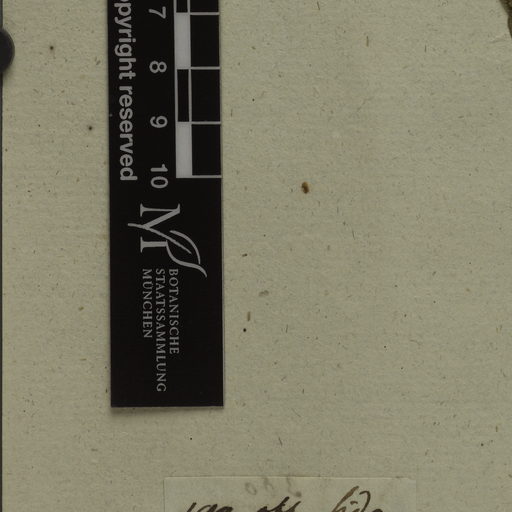 opyright reserved
7
8
9
10
M
BOTANISCHE
STAATSSAMMLUNG
MÜNCHEN